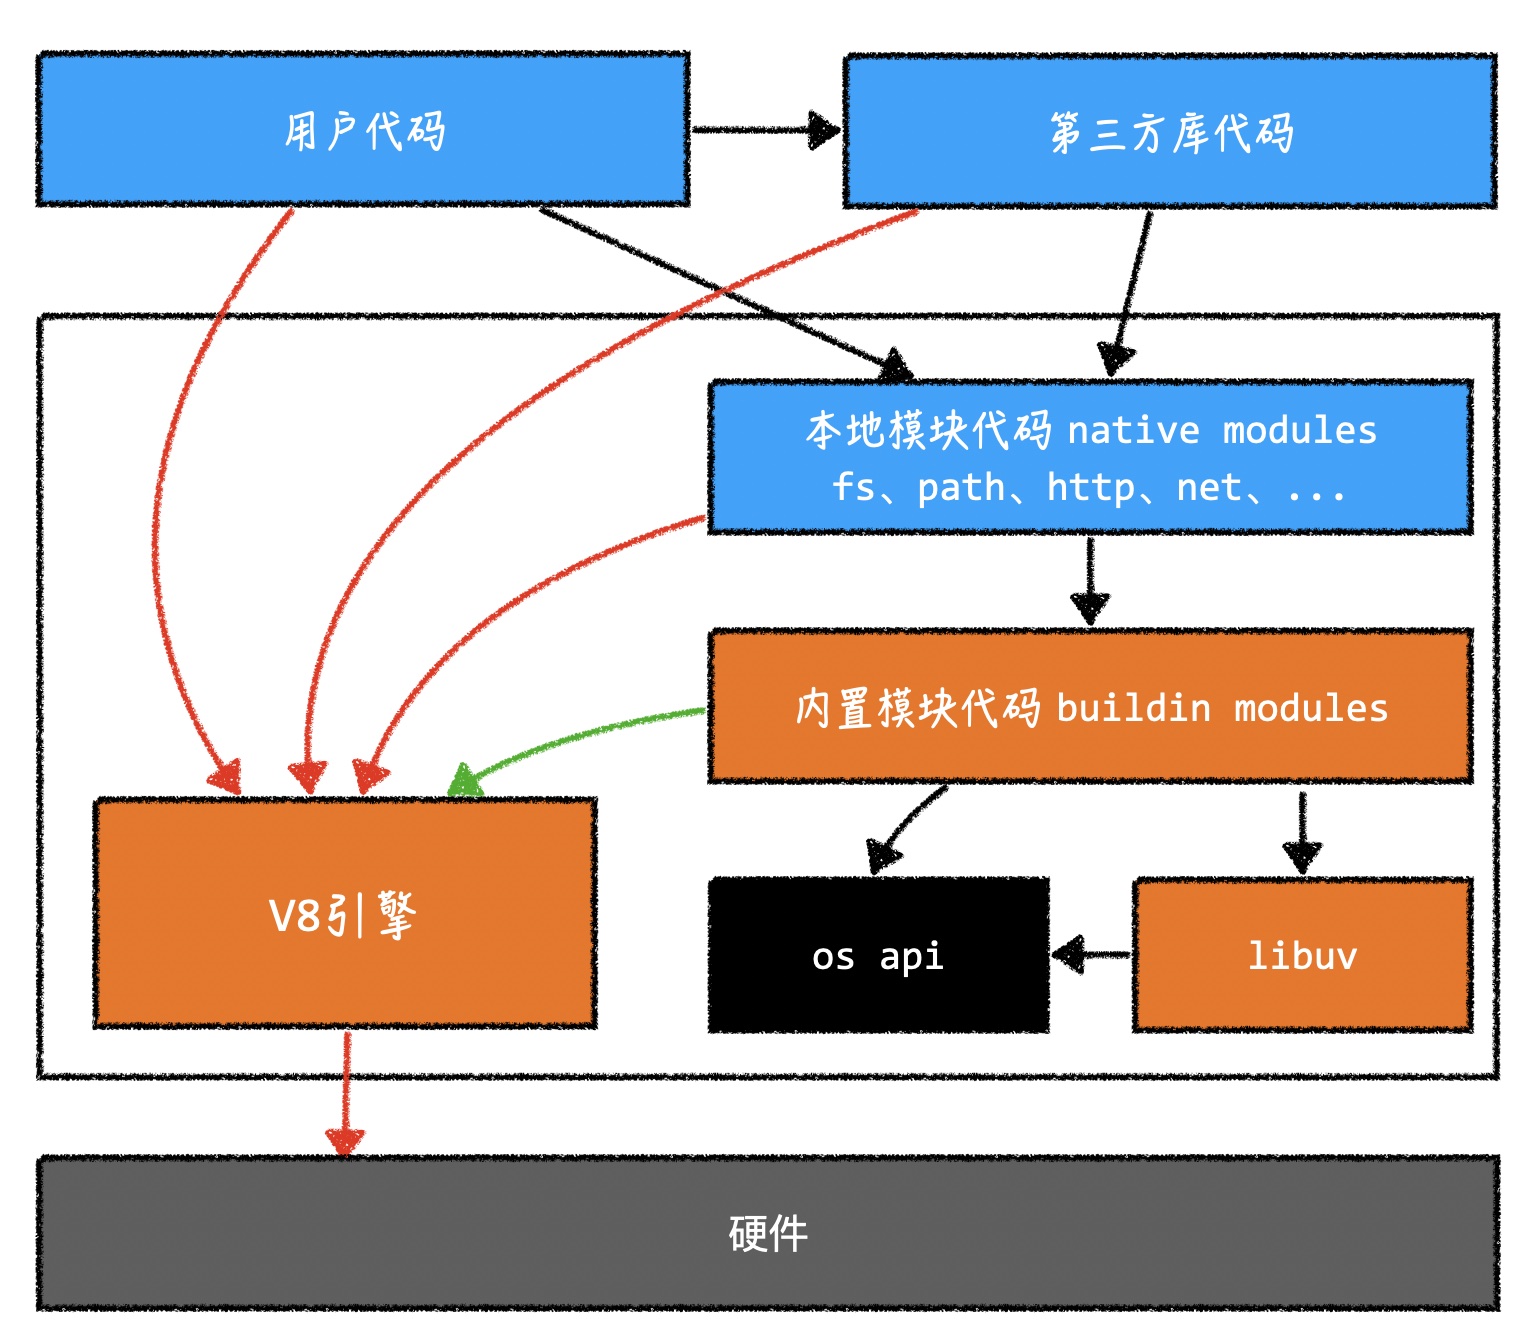 用户代码
第三方库代码
本地模块代码 native modules
fs、path、http、net、...
内置模块代码 buildin modules
V8引擎
os api
libuv
硬件